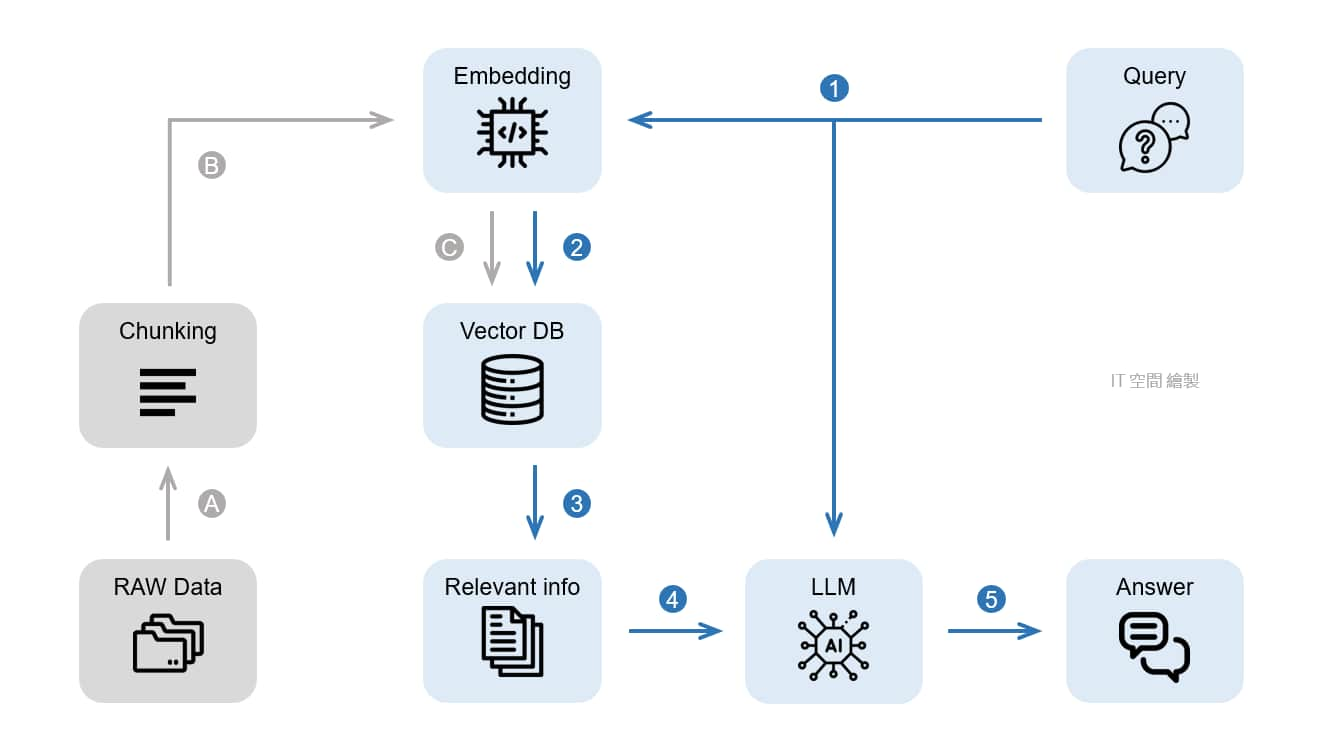 Embedding
1
Query
B
C
2
Chunking
Vector DB
IT 空間 繪製
A
3
RAW Data
Relevant info
4
LLM
AI
5
Answer